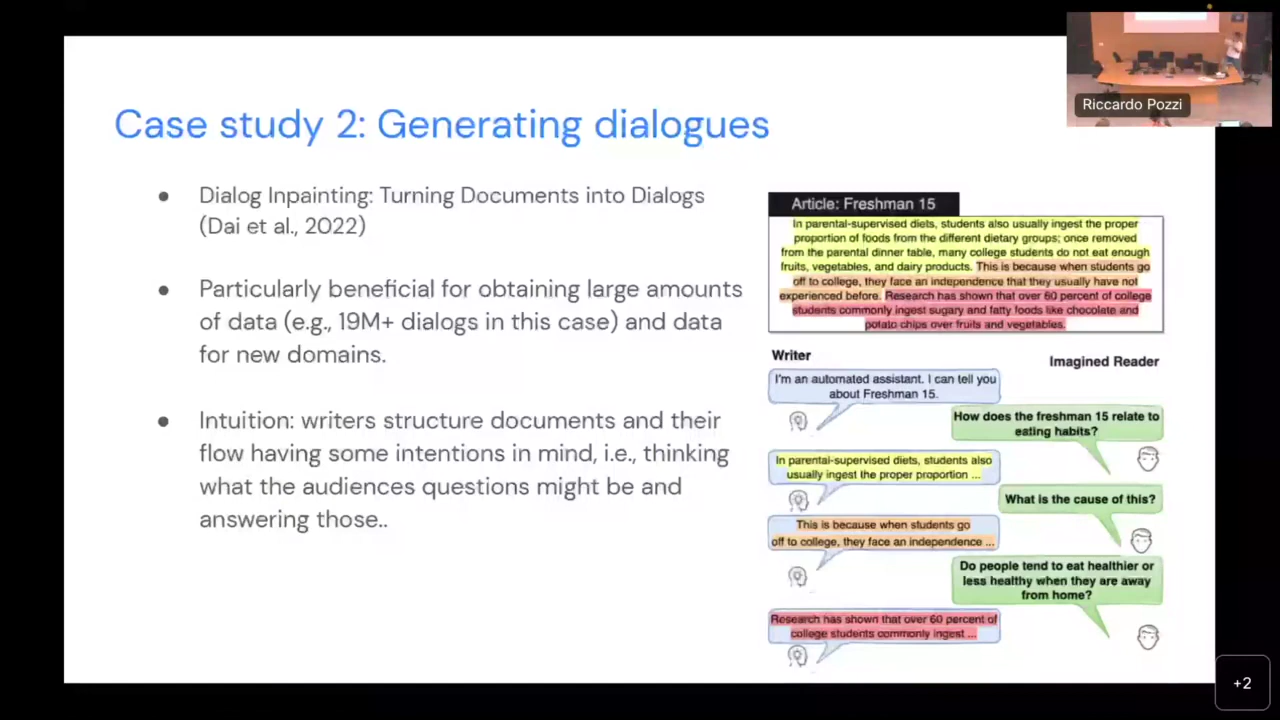 Riccardo Pozzi
Case study 2: Generating dialogues
Dialog Inpainting: Turning Documents into Dialogs
(Dai et al., 2022)
Particularly beneficial for obtaining large amounts
of data (e.g., 19M+ dialogs in this case) and data
for new domains.
Intuition: writers structure documents and their
flow having some intentions in mind, i.e., thinking
what the audiences questions might be and
answering those..
Article: Freshman 15
In parental-supervised diets, students also usually ingest the proper
proportion of foods from the different dietary groups; once removed
from the parental dinner table, many college students do not eat enough
fruits, vegetables, and dairy products. This is because when students go
off to college, they face an independence that they usually have not
experienced before. Research has shown that over 60 percent of college
students commonly ingest sugary and fatty foods like chocolate and
potato chips over fruits and vegetables.
Writer
Imagined Reader
I'm an automated assistant. I can tell you
about Freshman 15.
How does the freshman 15 relate to
eating habits?
In parental-supervised diets, students also
usually ingest the proper proportion ...
What is the cause of this?
This is because when students go
off to college, they face an independence ...
Do people tend to eat healthier or
less healthy when they are away
from home?
Research has shown that over 60 percent of
college students commonly ingest ...
+2